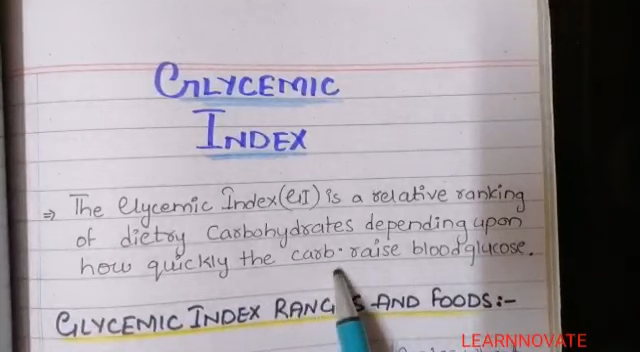 GLYCEMIC
INDEX
⇒ The Glycemic Index (GI) is a relative ranking
of dietry Carbohydrates depending upon
how quickly the carb. raise blood glucose.
GLYCEMIC INDEX RANGES AND FOODS:-
LEARNNOVATE